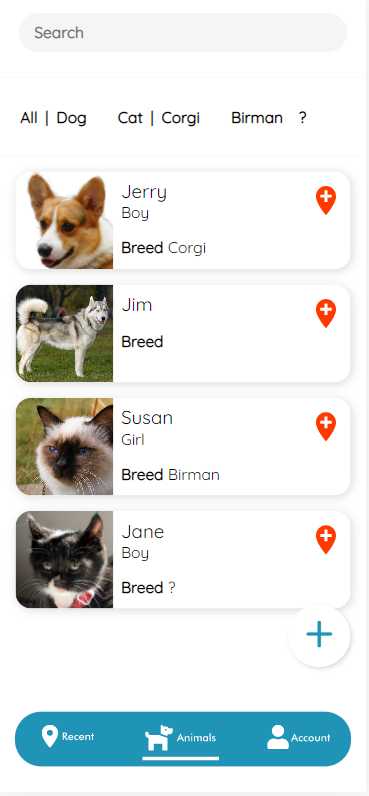 Search
All | Dog Cat | Corgi Birman ?
Jerry
Boy
Breed Corgi
Jim
Breed
Susan
Girl
Breed Birman
Jane
Boy
Breed ?
Recent Animals Account